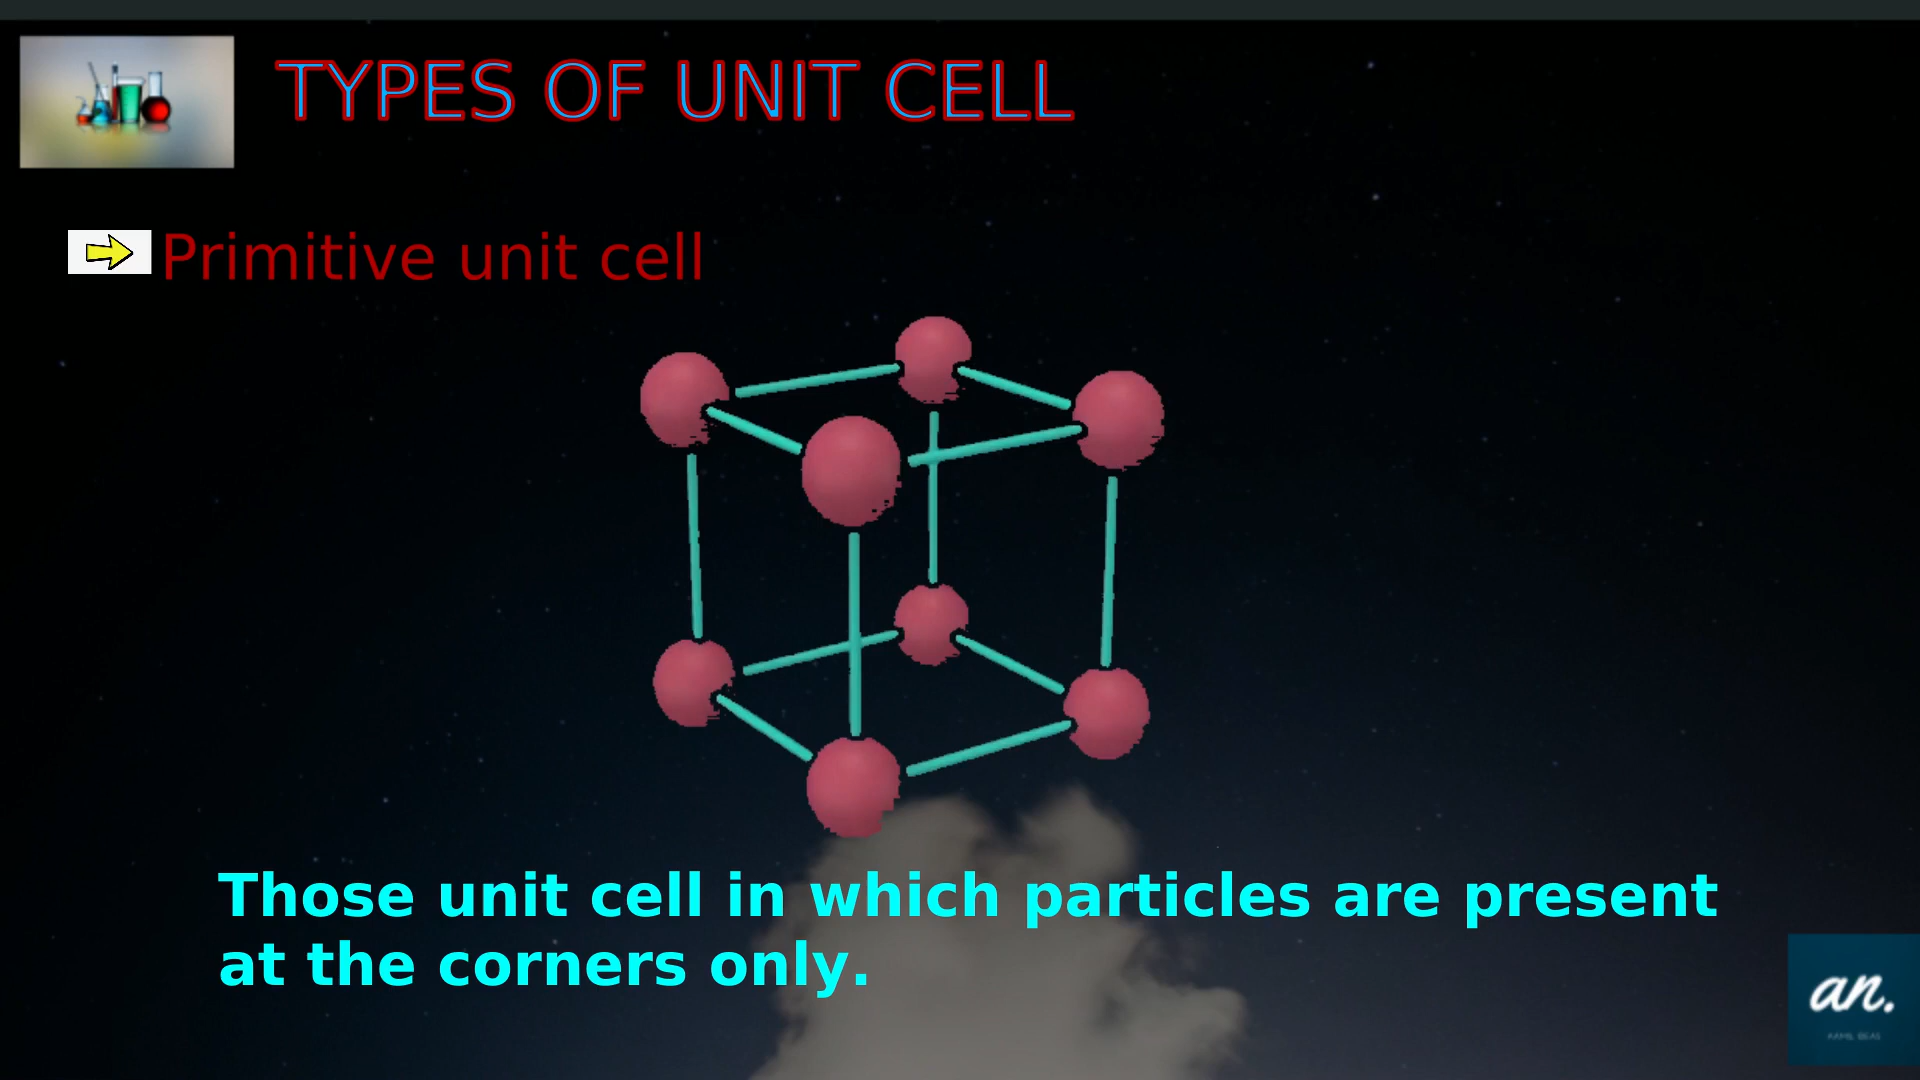 TYPES OF UNIT CELL
Primitive unit cell
Those unit cell in which particles are present
at the corners only.
an.